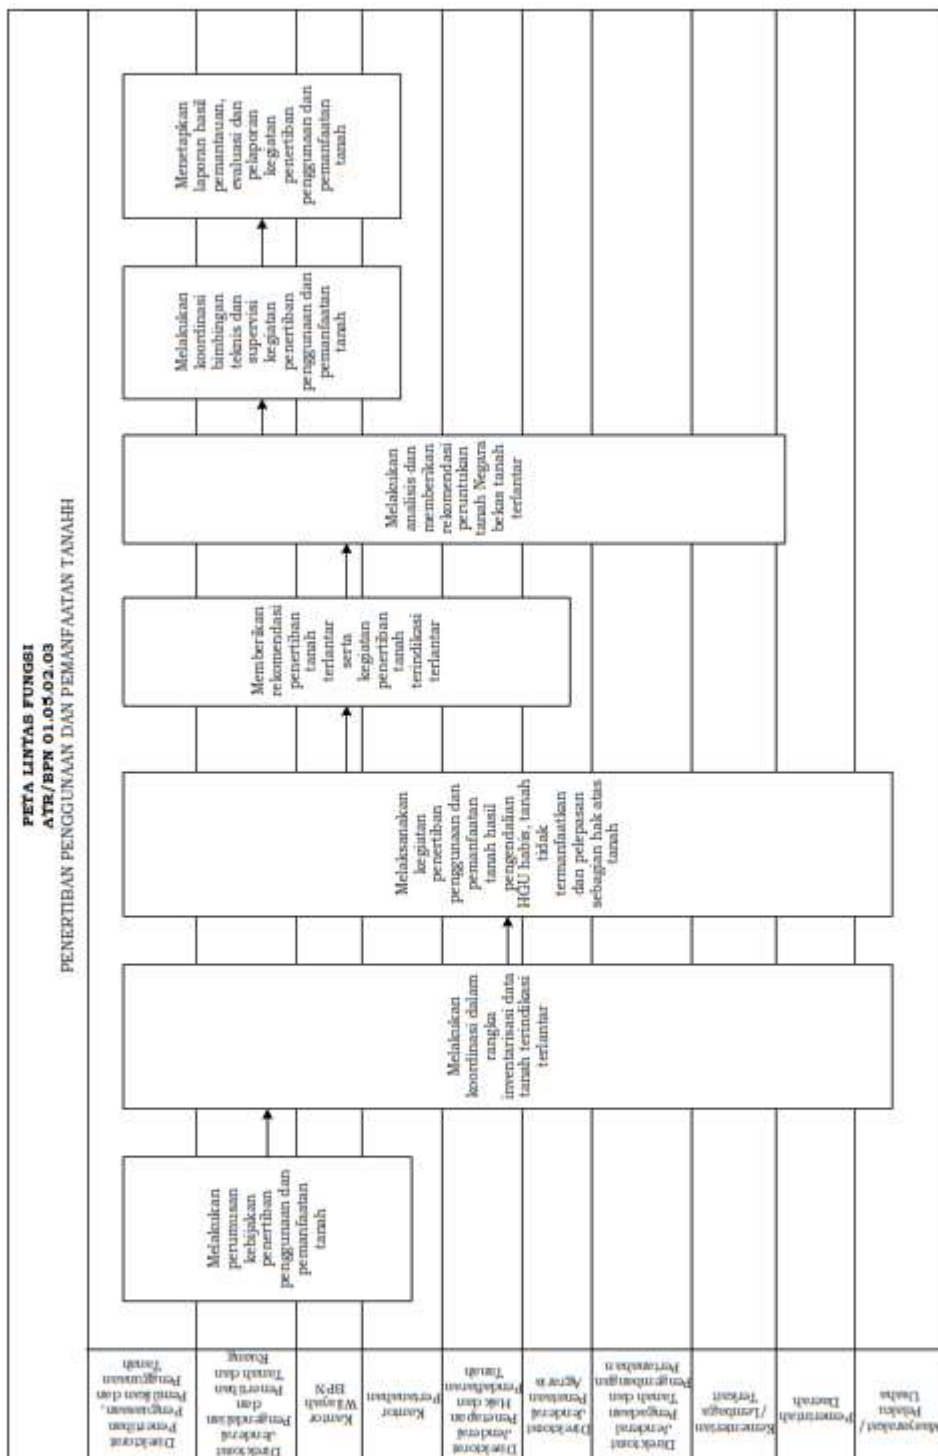 PETA LINTAS FUNGSI
ATR/BPN 01.05.02.03
PENERTIBAN PENGGUNAAN DAN PEMANFAATAN TANAHH
Direktorat
Penertiban
Penguasaan,
Pemilikan dan
Penggunaan
Tanah
Direktorat
Jenderal
Pengendalian
dan
Penertiban
Tanah dan
Ruang
Kantor
Wilayah
BPN
Kantor
Pertanahan
Direktorat
Jenderal
Penetapan
Hak dan
Pendaftaran
Tanah
Direktorat
Jenderal
Penataan
Agraria
Direktorat
Jenderal
Pengadaan
Tanah dan
Pengembangan
Pertanahan
Kementerian
/Lembaga
Terkait
Pemerintah
Daerah
Masyarakat/
Pelaku
Usaha
Melakukan
perumusan
kebijakan
penertiban
penggunaan dan
pemanfaatan
tanah
Melakukan
koordinasi dalam
rangka
inventarisasi data
tanah terindikasi
terlantar
Melaksanakan
kegiatan
penertiban
penggunaan dan
pemanfaatan
tanah hasil
pengendalian
HGU habis, tanah
tidak
termanfaatkan
dan pelepasan
sebagian hak atas
tanah
Memberikan
rekomendasi
penertiban
tanah
terlantar
serta
kegiatan
penertiban
tanah
terindikasi
terlantar
Melakukan
analisis dan
memberikan
rekomendasi
peruntukan
tanah Negara
bekas tanah
terlantar
Melakukan
koordinasi
bimbingan
teknis dan
supervisi
kegiatan
penertiban
penggunaan dan
pemanfaatan
tanah
Menetapkan
laporan hasil
pemantauan,
evaluasi dan
pelaporan
kegiatan
penertiban
penggunaan dan
pemanfaatan
tanah